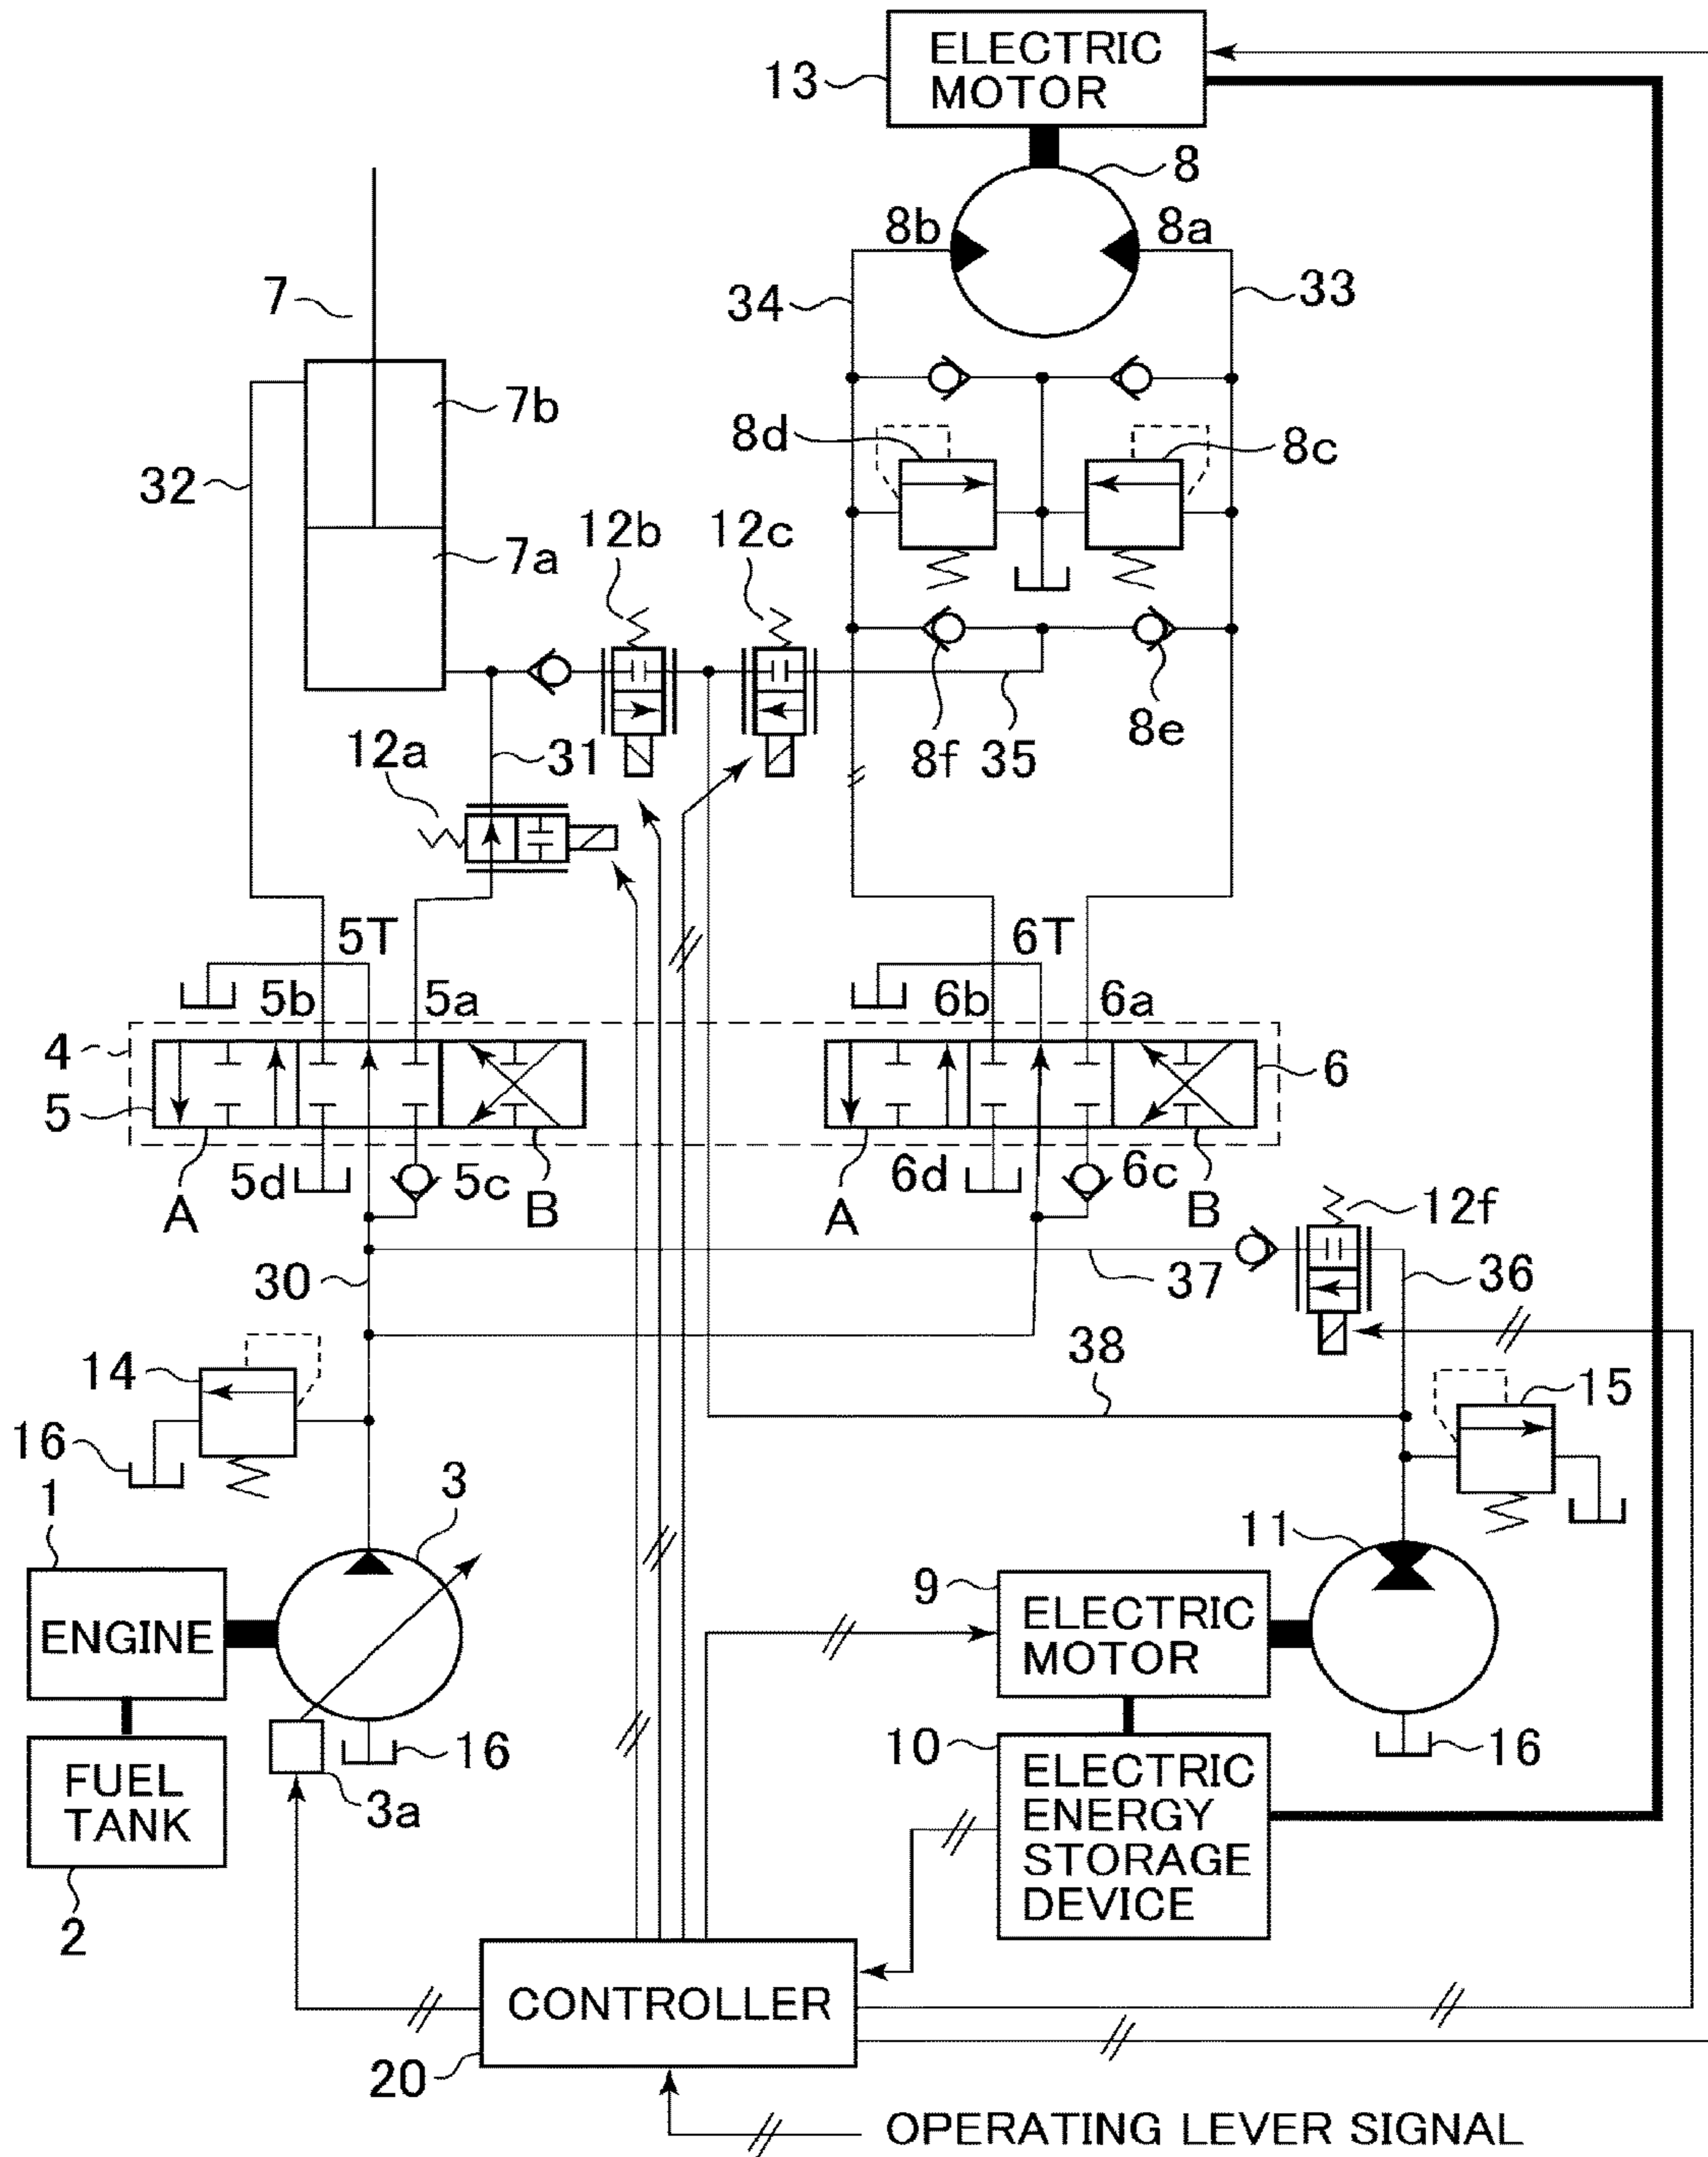 ELECTRIC
MOTOR
13
8
8b
8a
34
33
7
7b
8d
8c
32
12b
12c
7a
12a
31
8f
35
8e
5T
6T
5b
5a
6b
6a
4
6
5
5d
5c
6d
6c
A
B
A
B
12f
30
37
36
38
14
15
16
1
3
11
9
ELECTRIC
MOTOR
ENGINE
10
16
16
FUEL
TANK
3a
ELECTRIC
ENERGY
STORAGE
DEVICE
2
CONTROLLER
20
OPERATING LEVER SIGNAL